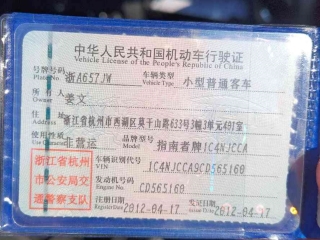 中华人民共和国机动车行驶证
Vehicle License of the People's Republic of China
号牌号码 浙A657JW 车辆类型 小型普通客车
Plate No. Vehicle Type
所有人 姜文
Owner
住址 浙江省杭州市西湖区莫干山路633号3幢3单元401室
Address
使用性质 非营运 品牌型号 指南者牌1C4NJCCA
Use Character Model
浙江省杭州 车辆识别代号 1C4NJCCA9CD565160
VIN
市公安局交 发动机号码 CD565160
Engine No.
通警察支队 注册日期 2012-04-17 发证日期 2012-04-17
Register Date Issue Date